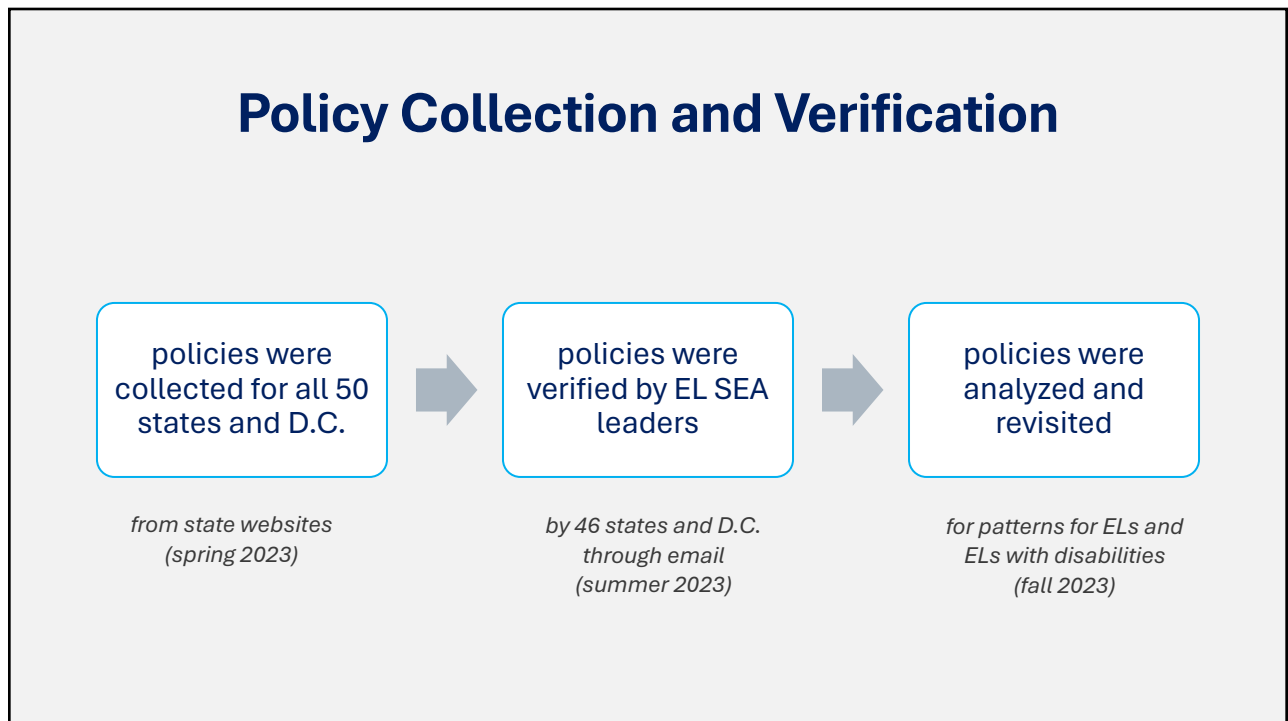 Policy Collection and Verification
policies were
collected for all 50
states and D.C.
policies were
verified by EL SEA
leaders
policies were
analyzed and
revisited
from state websites
(spring 2023)
by 46 states and D.C.
through email
(summer 2023)
for patterns for ELs and
ELs with disabilities
(fall 2023)